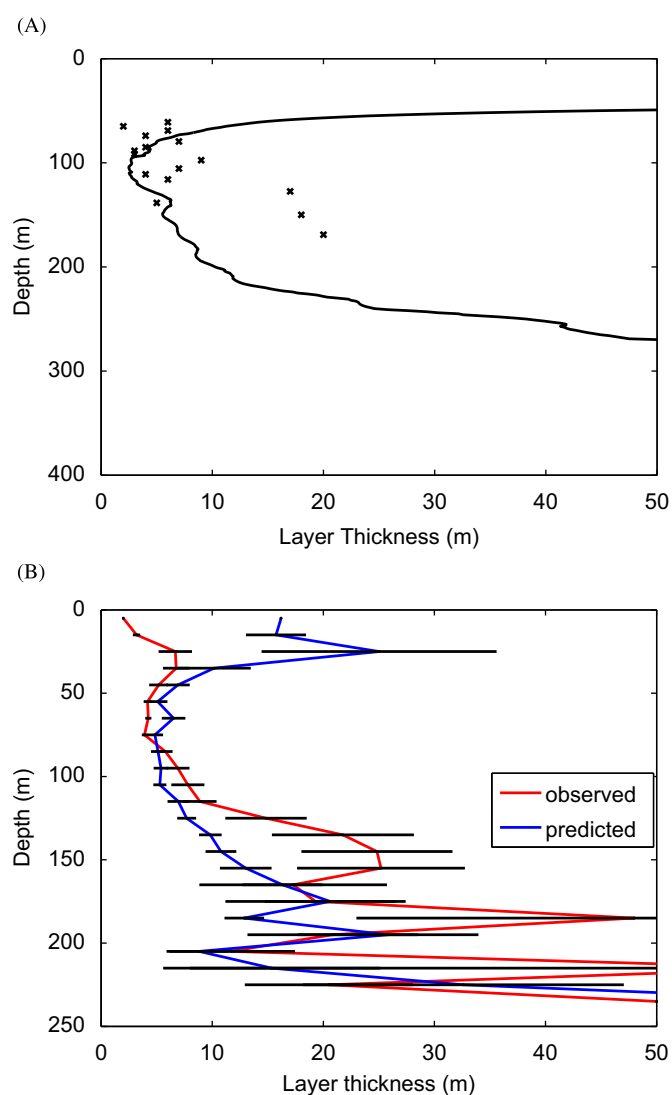 (A)
0
100
200
300
400
Depth (m)
0 10 20 30 40 50
Layer Thickness (m)
(B)
0
50
100
150
200
250
Depth (m)
observed
predicted
0 10 20 30 40 50
Layer thickness (m)